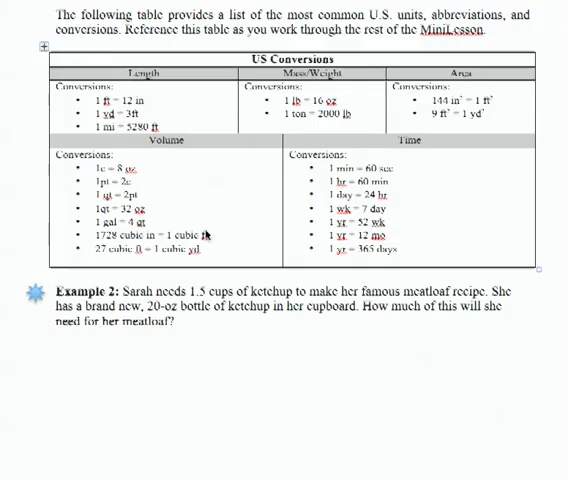 The following table provides a list of the most common U.S. units, abbreviations, and
conversions. Reference this table as you work through the rest of the MiniLesson.
US Conversions
Length
Mass/Weight
Area
Conversions:
• 1 ft = 12 in
• 1 yd = 3ft
• 1 mi = 5280 ft
Conversions:
• 1 lb = 16 oz
• 1 ton = 2000 lb
Conversions:
• 144 in² = 1 ft²
• 9 ft² = 1 yd²
Volume
Time
Conversions:
• 1c = 8 oz
• 1pt = 2c
• 1 qt = 2pt
• 1qt = 32 oz
• 1 gal = 4 qt
• 1728 cubic in = 1 cubic ft
• 27 cubic ft = 1 cubic yd
Conversions:
• 1 min = 60 sec
• 1 hr = 60 min
• 1 day = 24 hr
• 1 wk = 7 day
• 1 yr = 52 wk
• 1 yr = 12 mo
• 1 yr = 365 days
Example 2: Sarah needs 1.5 cups of ketchup to make her famous meatloaf recipe. She
has a brand new, 20-oz bottle of ketchup in her cupboard. How much of this will she
need for her meatloaf?